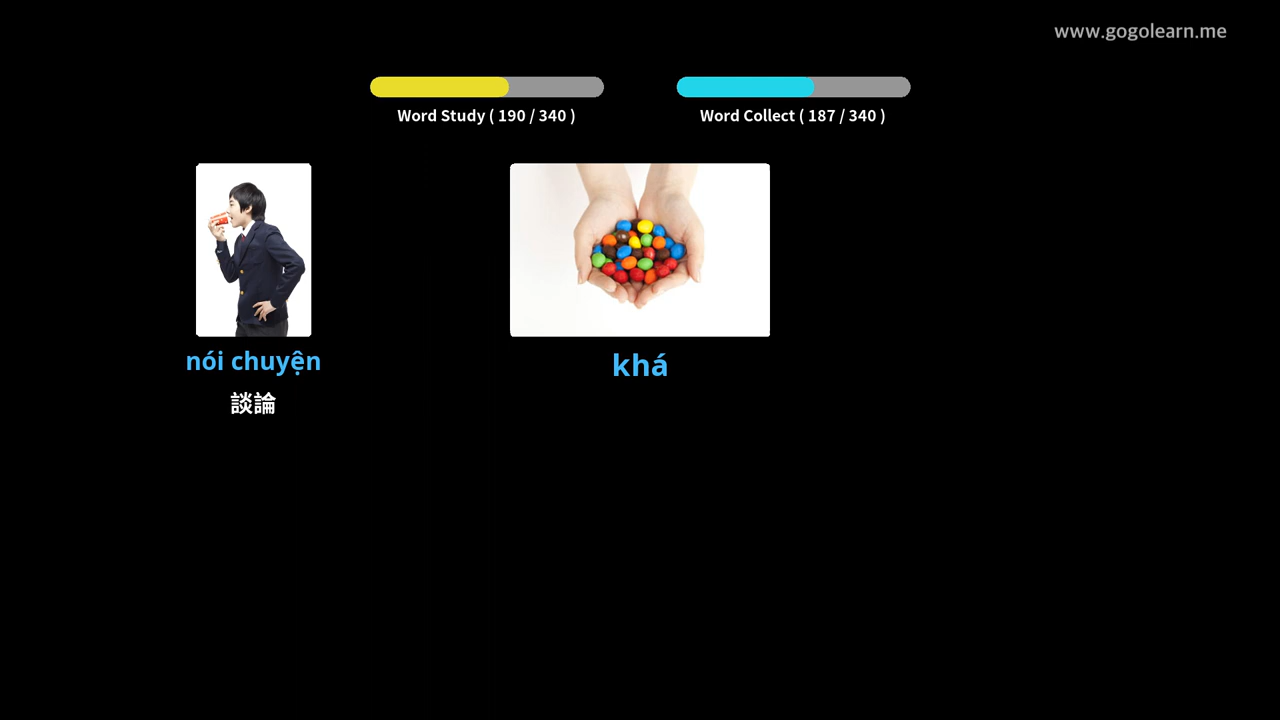 www.gogolearn.me
Word Study ( 190 / 340 )
Word Collect ( 187 / 340 )
nói chuyện
談論
khá